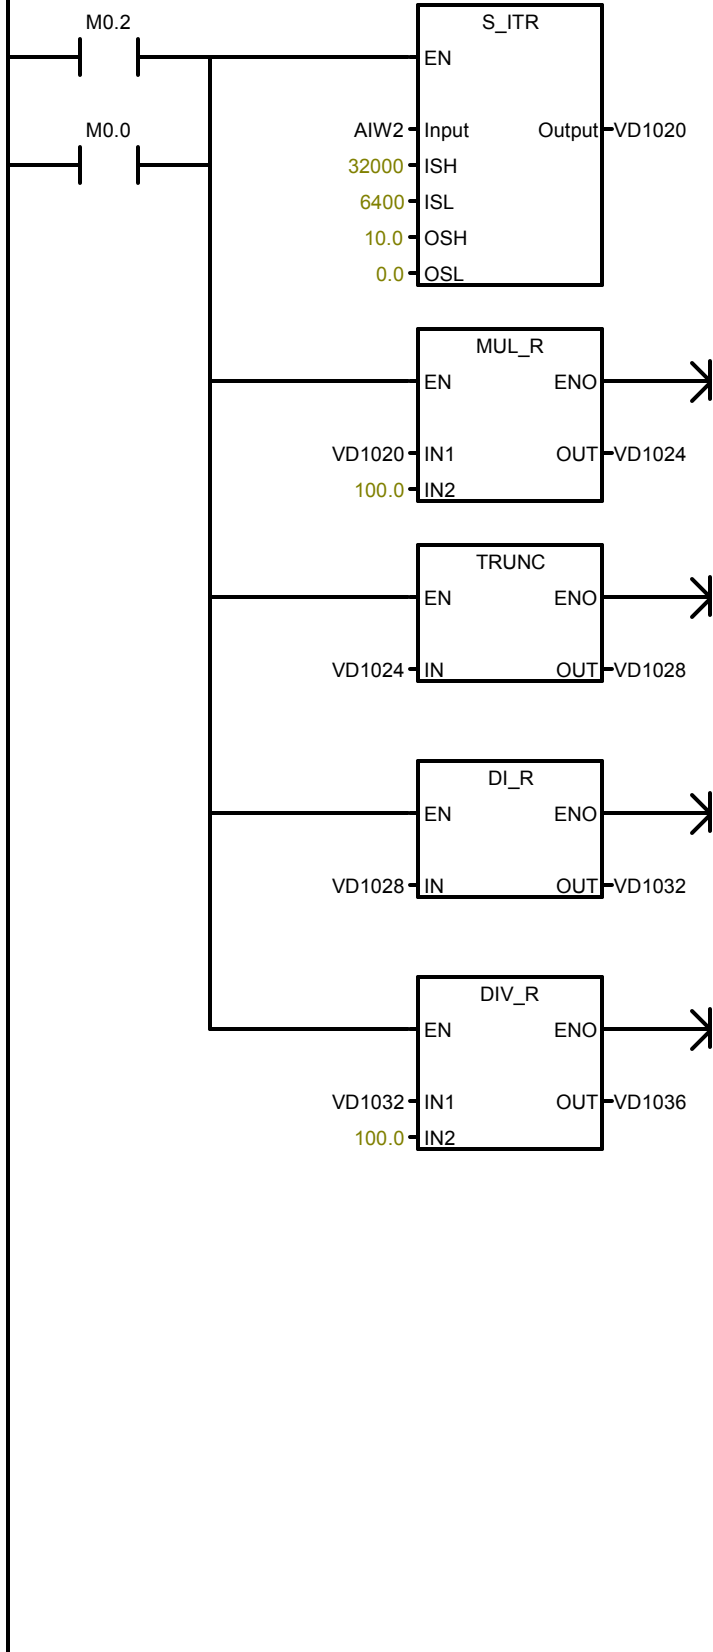 M0.2 S_ITR
EN
M0.0 AIW2 Input Output VD1020
32000 ISH
6400 ISL
10.0 OSH
0.0 OSL
MUL_R
EN ENO
VD1020 IN1 OUT VD1024
100.0 IN2
TRUNC
EN ENO
VD1024 IN OUT VD1028
DI_R
EN ENO
VD1028 IN OUT VD1032
DIV_R
EN ENO
VD1032 IN1 OUT VD1036
100.0 IN2